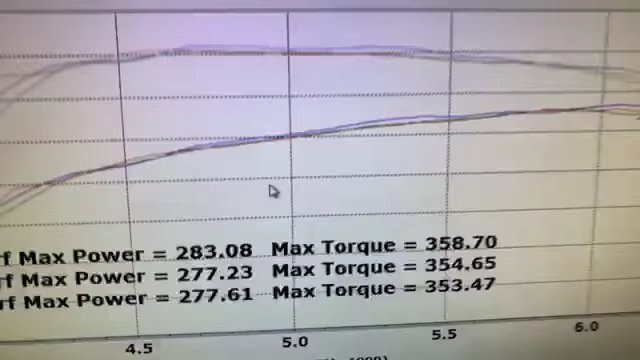 rf Max Power = 283.08 Max Torque = 358.70
rf Max Power = 277.23 Max Torque = 354.65
rf Max Power = 277.61 Max Torque = 353.47
4.5 5.0 5.5 6.0